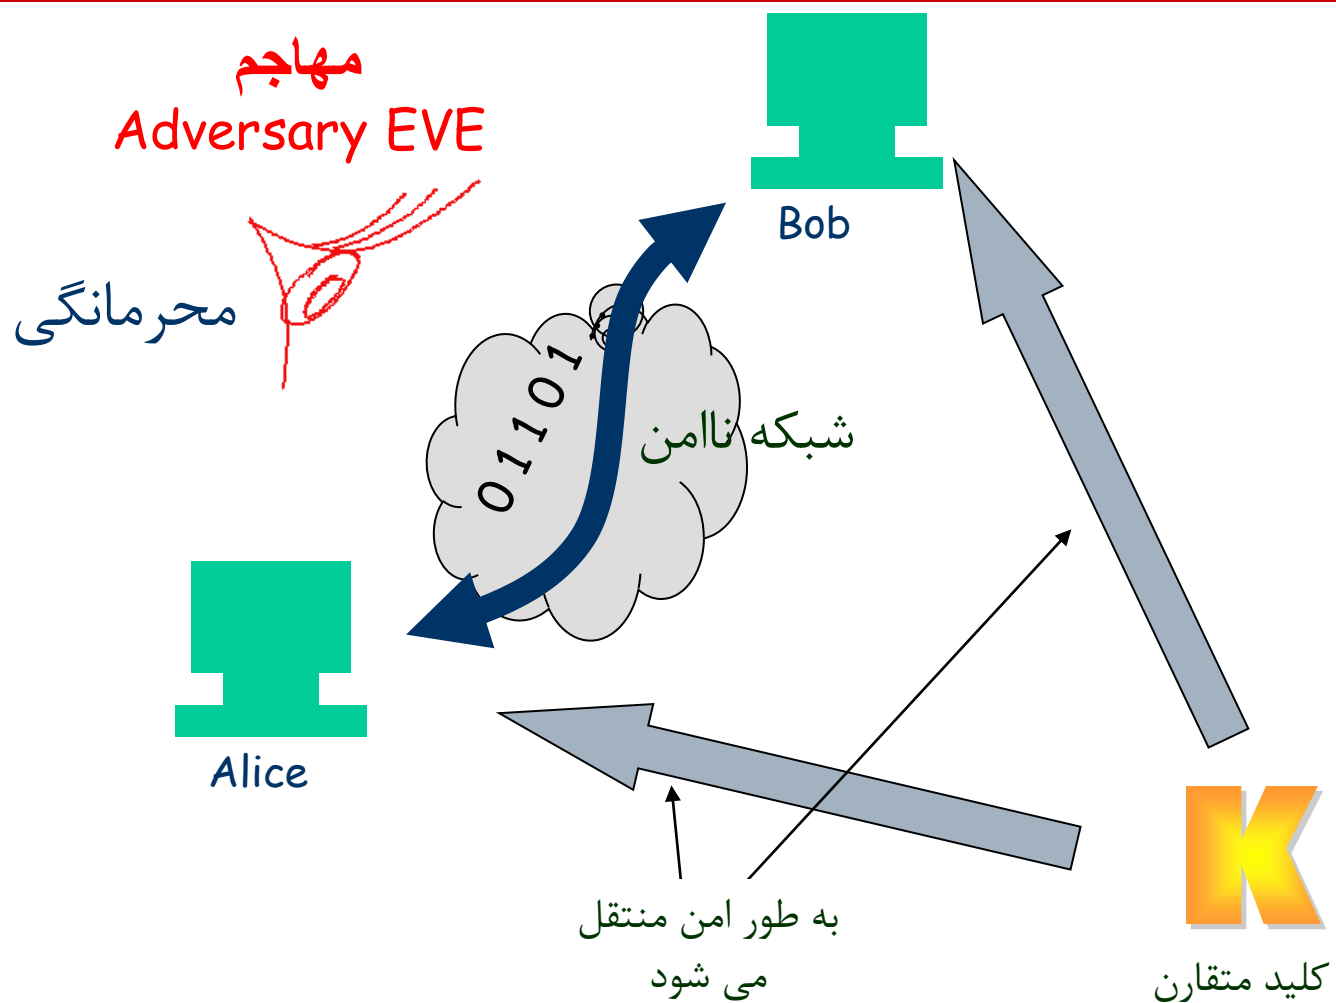 مهاجم
Adversary EVE
Bob
محرمانگی
01101
شبکه ناامن
Alice
به طور امن منتقل
می شود
K
کلید متقارن